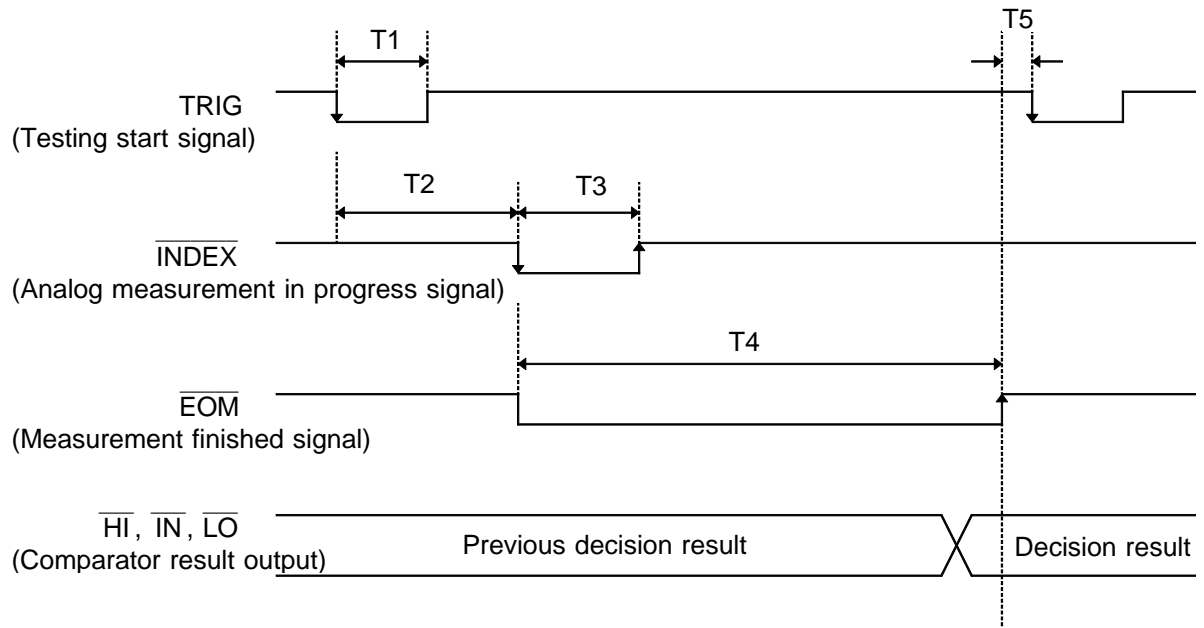 T1
T5
TRIG
(Testing start signal)
T2
T3
INDEX
(Analog measurement in progress signal)
T4
EOM
(Measurement finished signal)
HI, IN, LO
(Comparator result output)
Previous decision result
Decision result